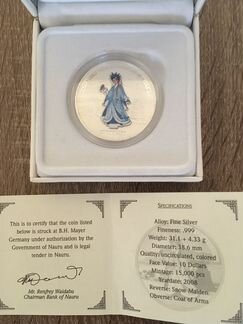 This is to certify that the coin listed
below is struck at B.H. Mayer
Germany under authorization by the
Government of Nauru and is legal
tender in Nauru.
Mr. Renfrey Waidabu
Chairman Bank of Nauru
SPECIFICATIONS
Alloy: Fine Silver
Fineness: .999
Weight: 31.1 + 4.33 g
Diameter: 38.6 mm
Quality: uncirculated, colored
Face Value: 10 Dollars
Mintage: 15,000 pcs
Yeardate: 2008
Reverse: Snow Maiden
Obverse: Coat of Arms